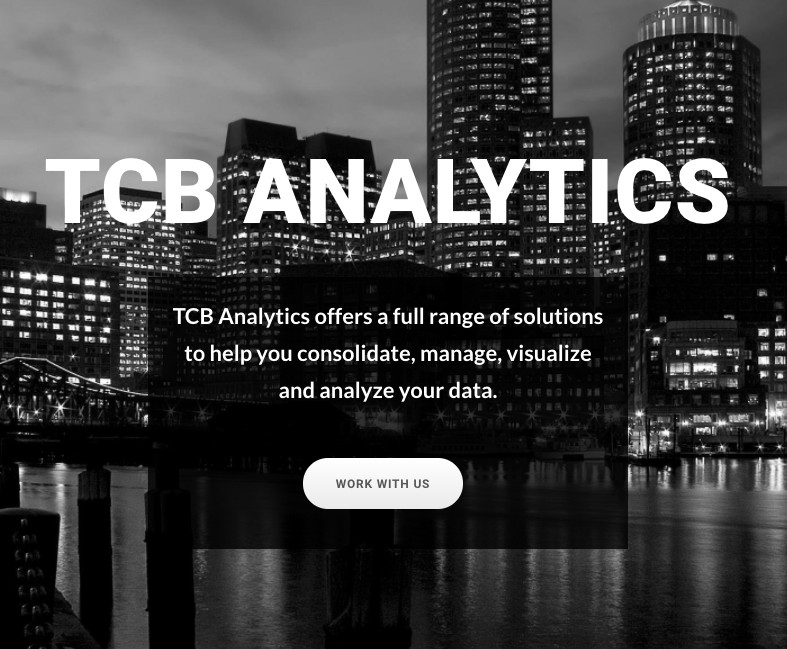 TCB ANALYTICS
TCB Analytics offers a full range of solutions
to help you consolidate, manage, visualize
and analyze your data.
WORK WITH US